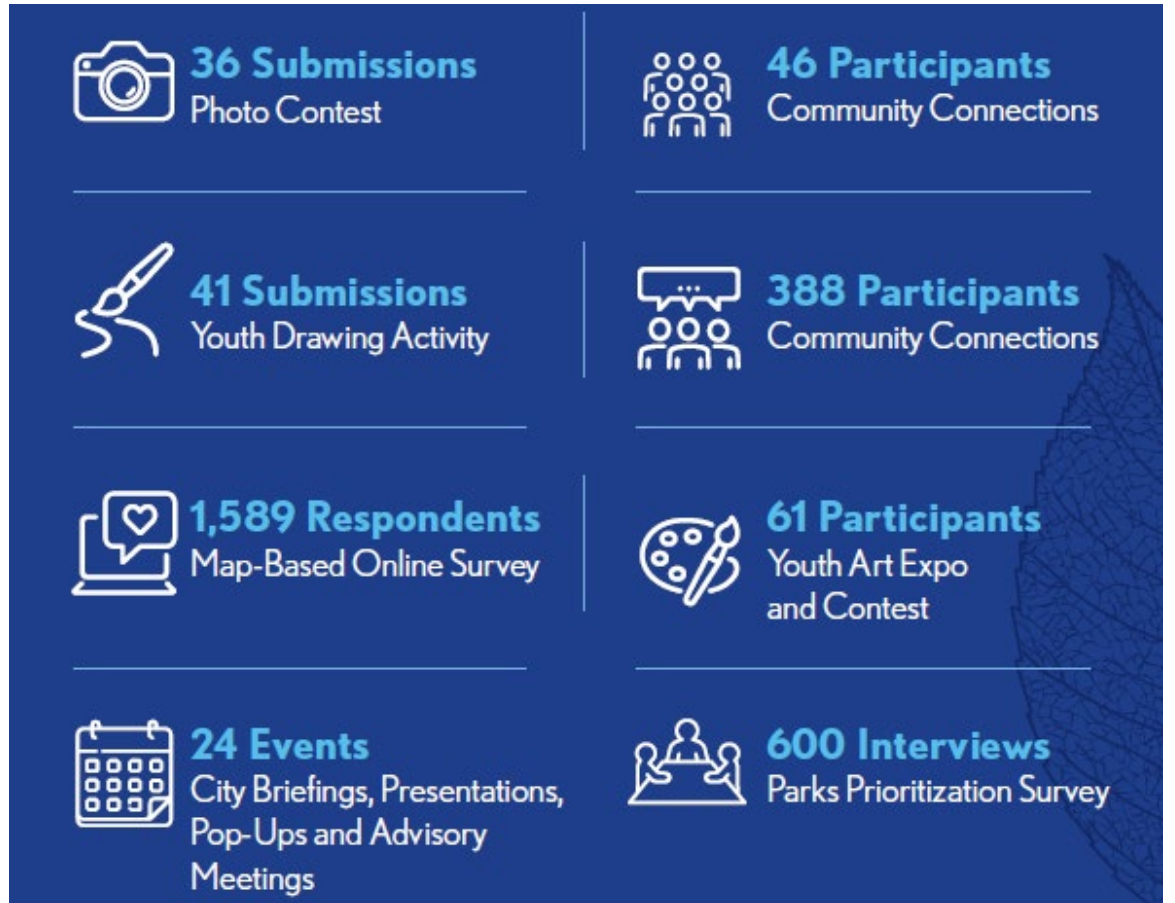 36 Submissions
Photo Contest
46 Participants
Community Connections
41 Submissions
Youth Drawing Activity
388 Participants
Community Connections
1,589 Respondents
Map-Based Online Survey
61 Participants
Youth Art Expo
and Contest
24 Events
City Briefings, Presentations,
Pop-Ups and Advisory
Meetings
600 Interviews
Parks Prioritization Survey